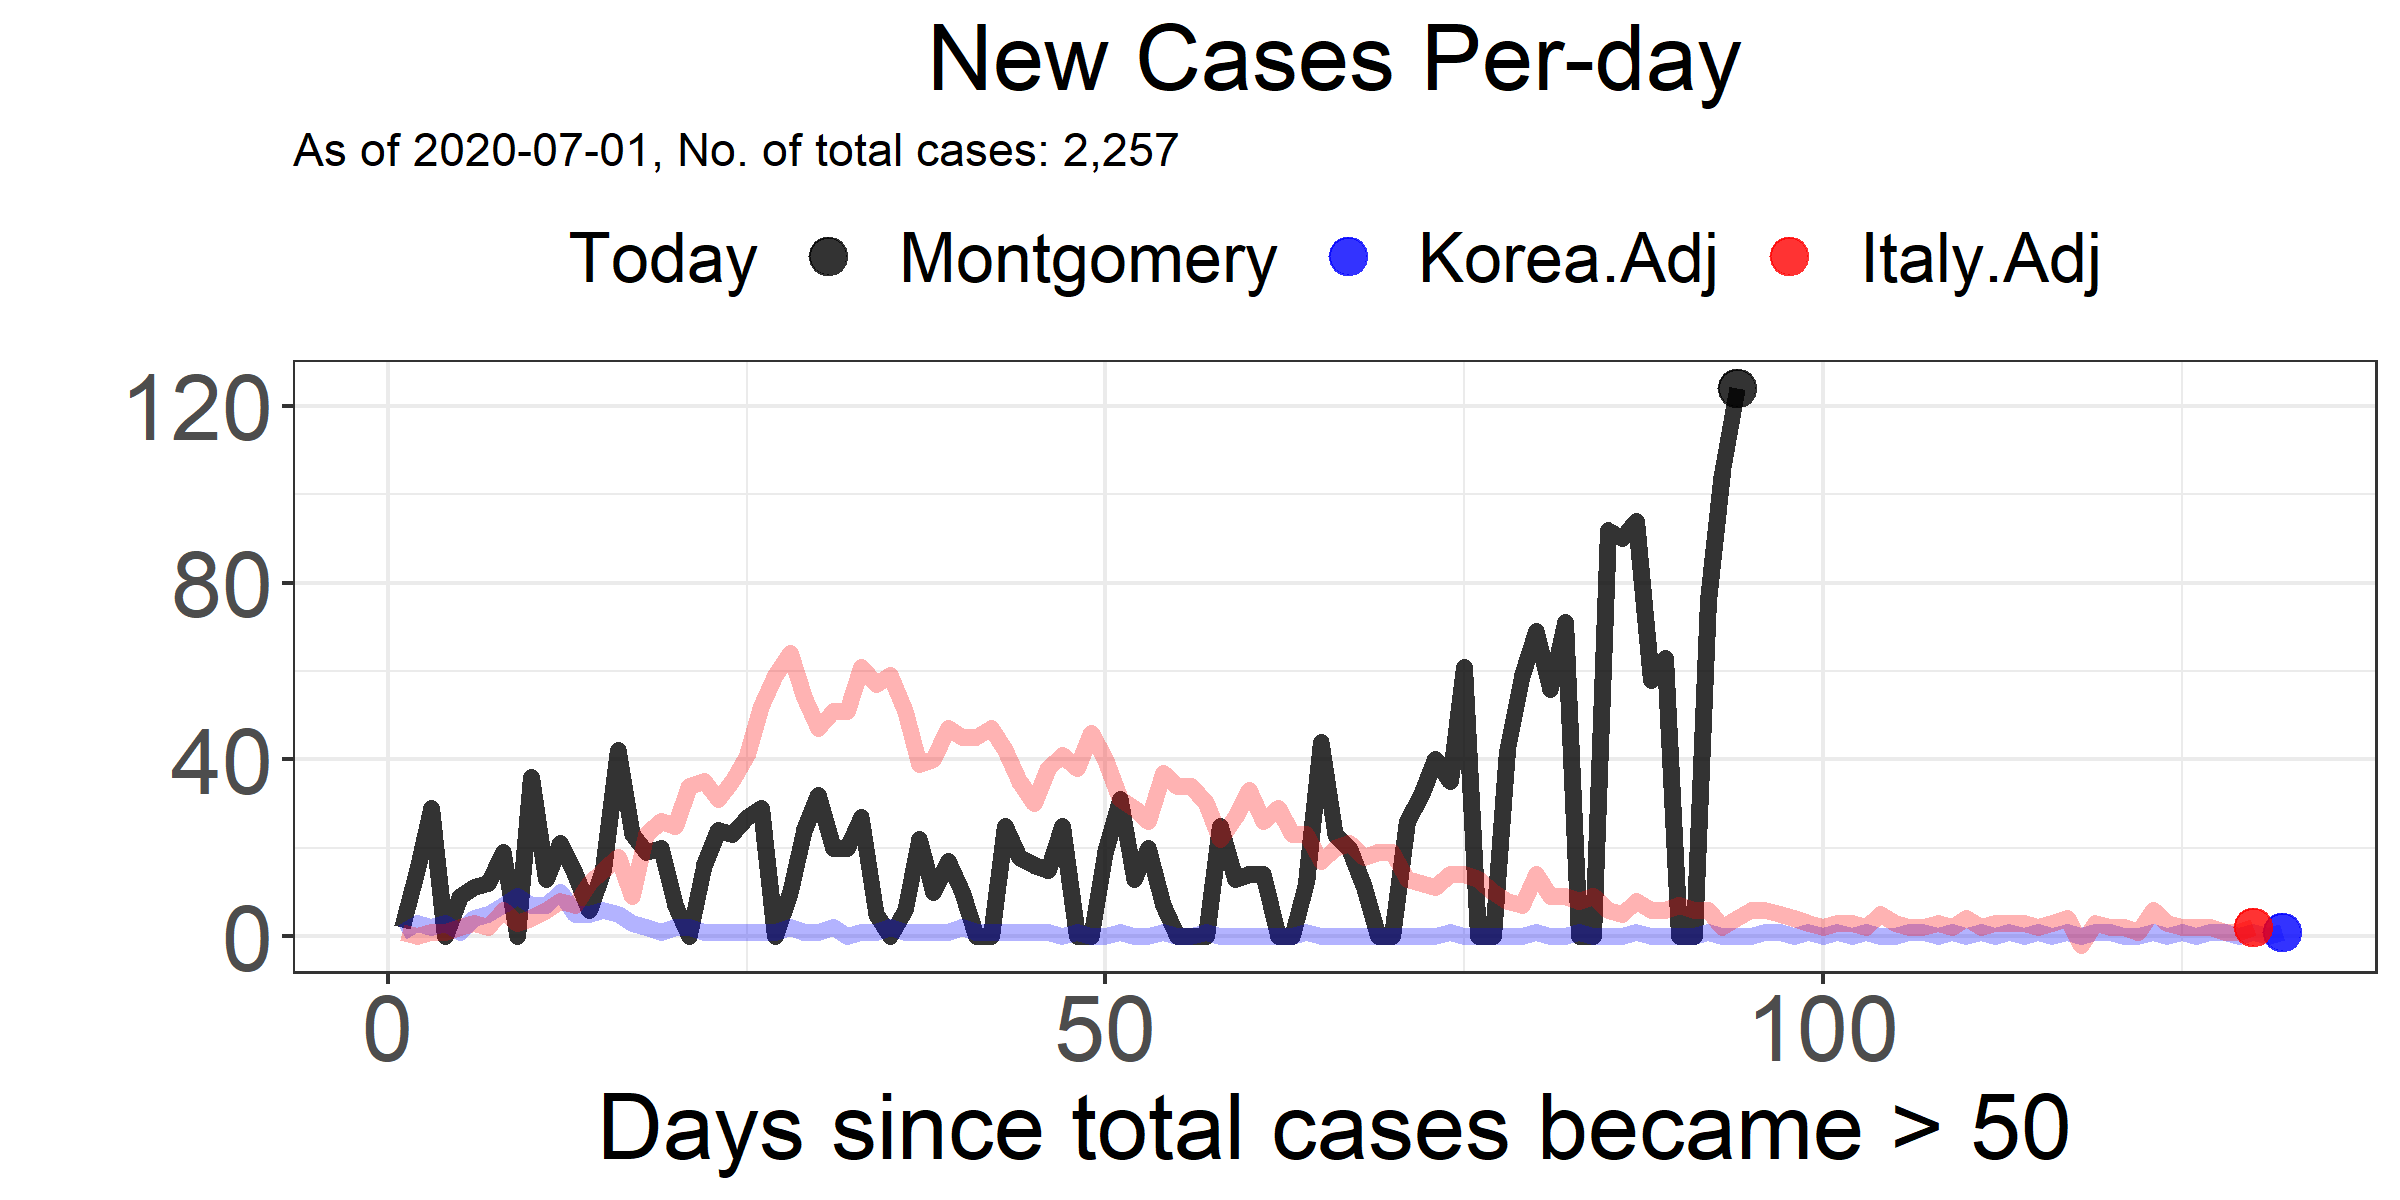 New Cases Per-day
As of 2020-07-01, No. of total cases: 2,257
Today Montgomery Korea.Adj Italy.Adj
120
80
40
0
0 50 100
Days since total cases became > 50